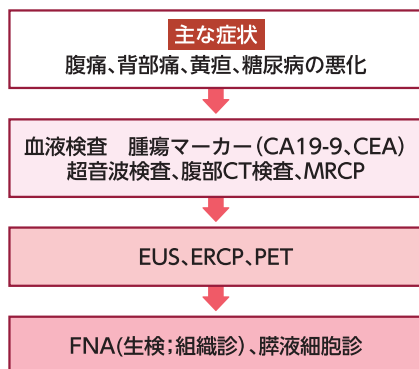 主な症状
腹痛、背部痛、黄疸、糖尿病の悪化
血液検査　腫瘍マーカー（CA19-9、CEA）
超音波検査、腹部CT検査、MRCP
EUS、ERCP、PET
FNA(生検；組織診）、膵液細胞診